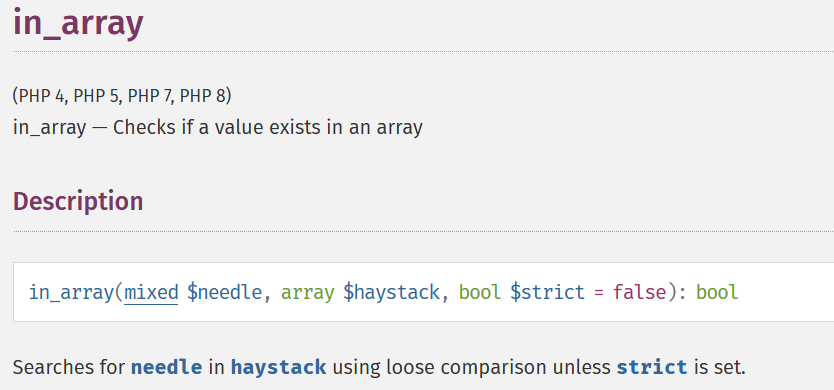 in_array
(PHP 4, PHP 5, PHP 7, PHP 8)
in_array — Checks if a value exists in an array
Description
in_array(mixed $needle, array $haystack, bool $strict = false): bool
Searches for needle in haystack using loose comparison unless strict is set.